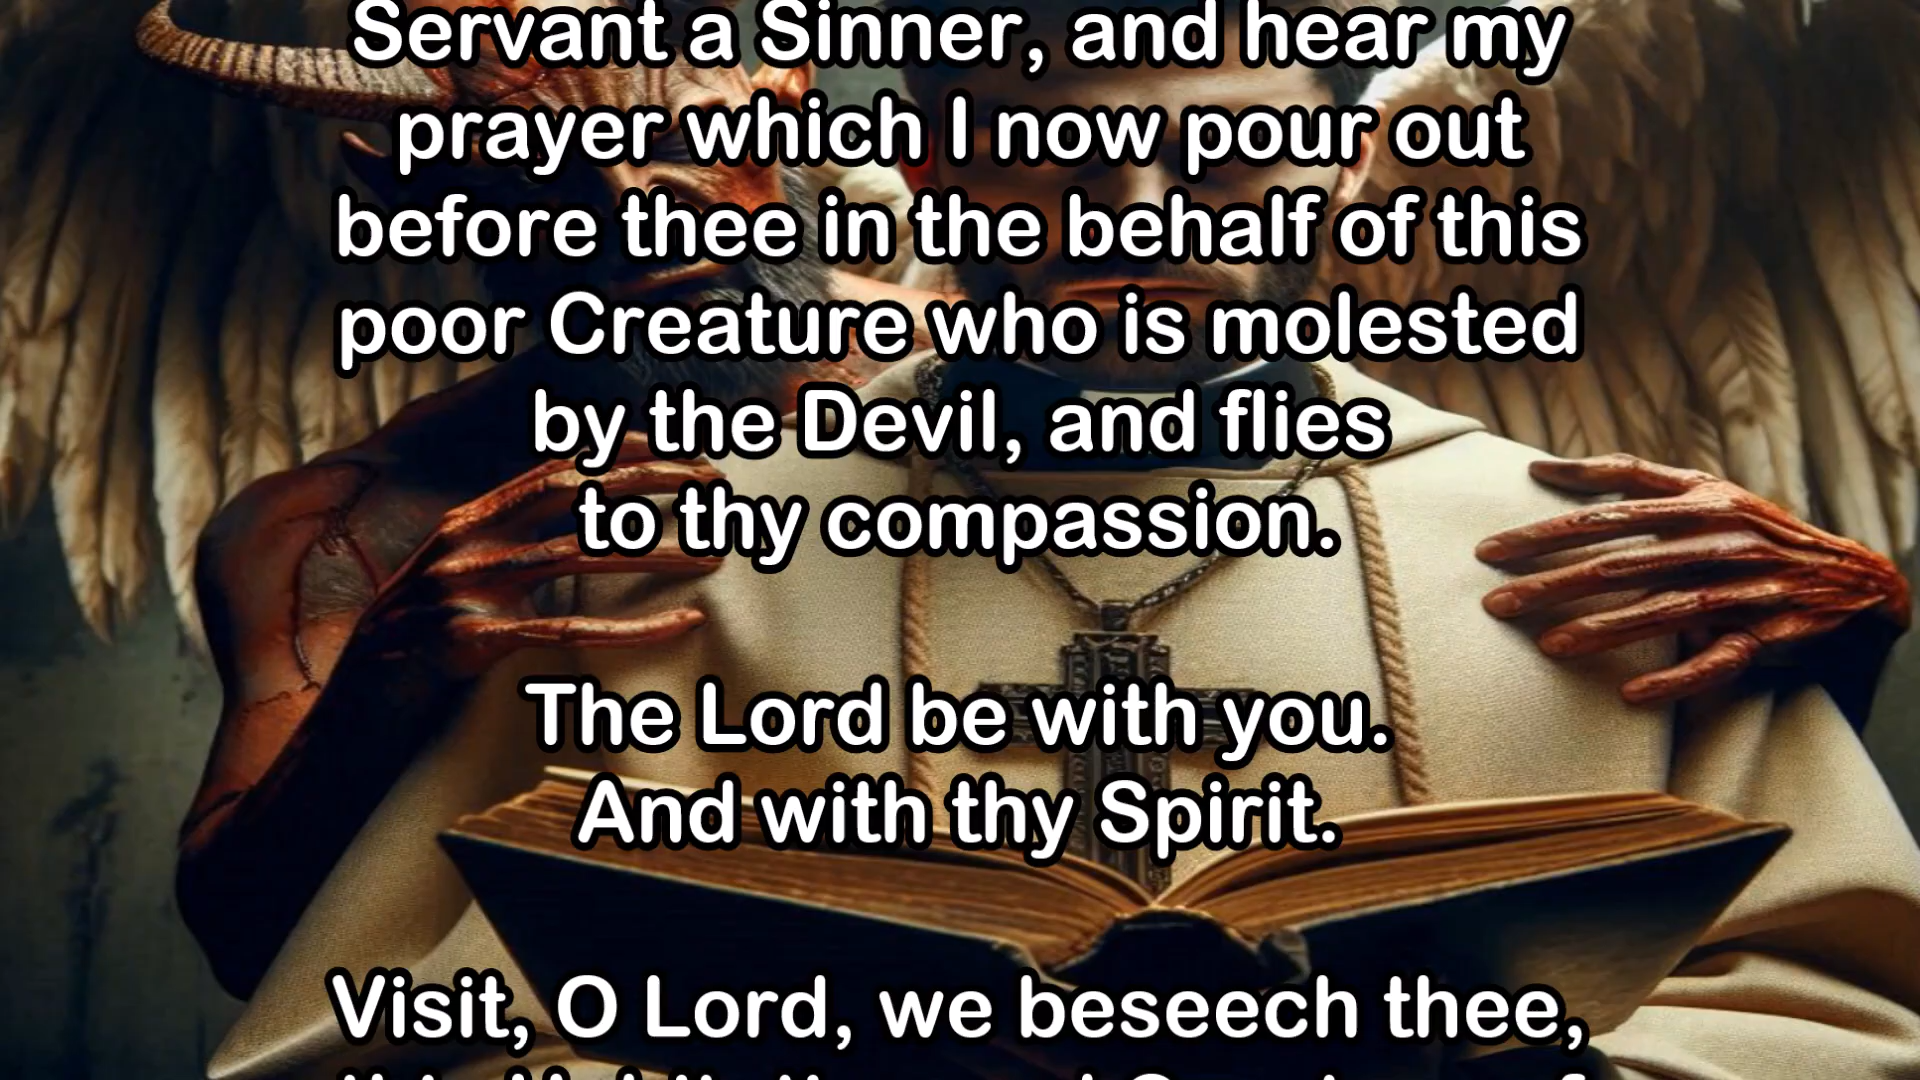 Servant a Sinner, and hear my
prayer which I now pour out
before thee in the behalf of this
poor Creature who is molested
by the Devil, and flies
to thy compassion.
The Lord be with you.
And with thy Spirit.
Visit, O Lord, we beseech thee,